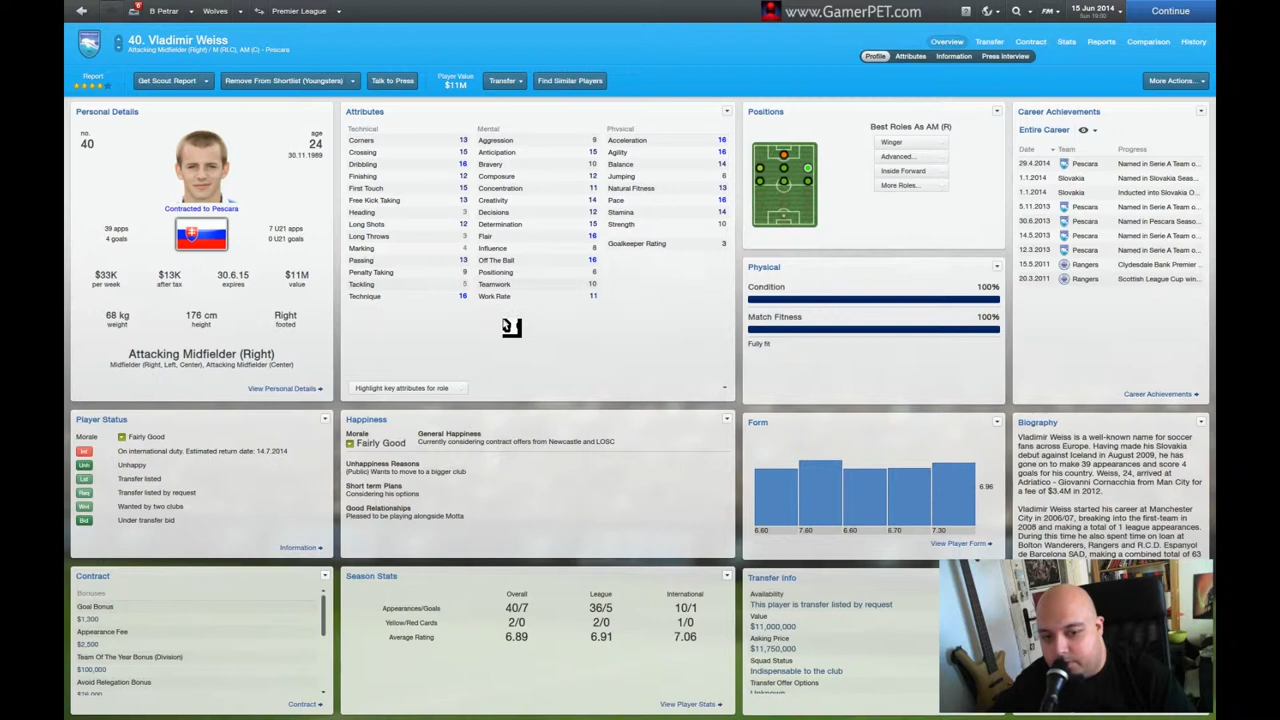 B Petrar
Wolves
Premier League
www.GamerPET.com
FM
15 Jun 2014
Sun 19:00
Continue
40. Vladimir Weiss
Attacking Midfielder (Right) / M (RLC), AM (C) - Pescara
Overview Transfer Contract Stats Reports Comparison History
Profile Attributes Information Press Interview
Report
Get Scout Report
Remove From Shortlist (Youngsters)
Talk to Press
Player Value
$11M
Transfer
Find Similar Players
More Actions...
Personal Details
no.
40
age
24
30.11.1989
Contracted to Pescara
39 apps
4 goals
7 U21 apps
0 U21 goals
$33K
per week
$13K
after tax
30.6.15
expires
$11M
value
68 kg
weight
176 cm
height
Right
footed
Attacking Midfielder (Right)
Midfielder (Right, Left, Center), Attacking Midfielder (Center)
View Personal Details
Attributes
Technical Mental Physical
Corners 13 Aggression 9 Acceleration 16
Crossing 15 Anticipation 15 Agility 16
Dribbling 16 Bravery 10 Balance 14
Finishing 12 Composure 12 Jumping 6
First Touch 15 Concentration 11 Natural Fitness 13
Free Kick Taking 13 Creativity 14 Pace 16
Heading 3 Decisions 12 Stamina 14
Long Shots 12 Determination 15 Strength 10
Long Throws 3 Flair 16
Marking 4 Influence 8 Goalkeeper Rating 3
Passing 13 Off The Ball 16
Penalty Taking 9 Positioning 6
Tackling 5 Teamwork 10
Technique 16 Work Rate 11
Highlight key attributes for role
Positions
Best Roles As AM (R)
Winger
Advanced...
Inside Forward
More Roles...
Physical
Condition 100%
Match Fitness 100%
Fully fit
Career Achievements
Entire Career
Date Team Progress
29.4.2014 Pescara Named in Serie A Team o...
1.1.2014 Slovakia Named in Slovakia Seas...
1.1.2014 Slovakia Inducted into Slovakia O...
5.11.2013 Pescara Named in Serie A Team o...
30.6.2013 Pescara Named in Pescara Seaso...
14.5.2013 Pescara Named in Serie A Team o...
12.3.2013 Pescara Named in Serie A Team o...
15.5.2011 Rangers Clydesdale Bank Premier ...
20.3.2011 Rangers Scottish League Cup win...
Career Achievements
Player Status
Morale Fairly Good
Int On international duty. Estimated return date: 14.7.2014
Unh Unhappy
Lst Transfer listed
Req Transfer listed by request
Wnt Wanted by two clubs
Bid Under transfer bid
Information
Happiness
Morale
Fairly Good
General Happiness
Currently considering contract offers from Newcastle and LOSC
Unhappiness Reasons
(Public) Wants to move to a bigger club
Short term Plans
Considering his options
Good Relationships
Pleased to be playing alongside Motta
Form
6.96
6.60 7.60 6.60 6.70 7.30
View Player Form
Biography
Vladimir Weiss is a well-known name for soccer
fans across Europe. Having made his Slovakia
debut against Iceland in August 2009, he has
gone on to make 39 appearances and score 4
goals for his country. Weiss, 24, arrived at
Adriatico - Giovanni Cornacchia from Man City for
a fee of $3.4M in 2012.
Vladimir Weiss started his career at Manchester
City in 2006/07, breaking into the first-team in
2008 and making a total of 1 league appearances.
During this time he also spent time on loan at
Bolton Wanderers, Rangers and R.C.D. Espanyol
de Barcelona SAD, making a combined total of 63
Contract
Bonuses
Goal Bonus
$1,300
Appearance Fee
$2,500
Team Of The Year Bonus (Division)
$100,000
Avoid Relegation Bonus
Contract
Season Stats
Overall League International
Appearances/Goals 40/7 36/5 10/1
Yellow/Red Cards 2/0 2/0 1/0
Average Rating 6.89 6.91 7.06
View Player Stats
Transfer Info
Availability
This player is transfer listed by request
Value
$11,000,000
Asking Price
$11,750,000
Squad Status
Indispensable to the club
Transfer Offer Options
Unknown